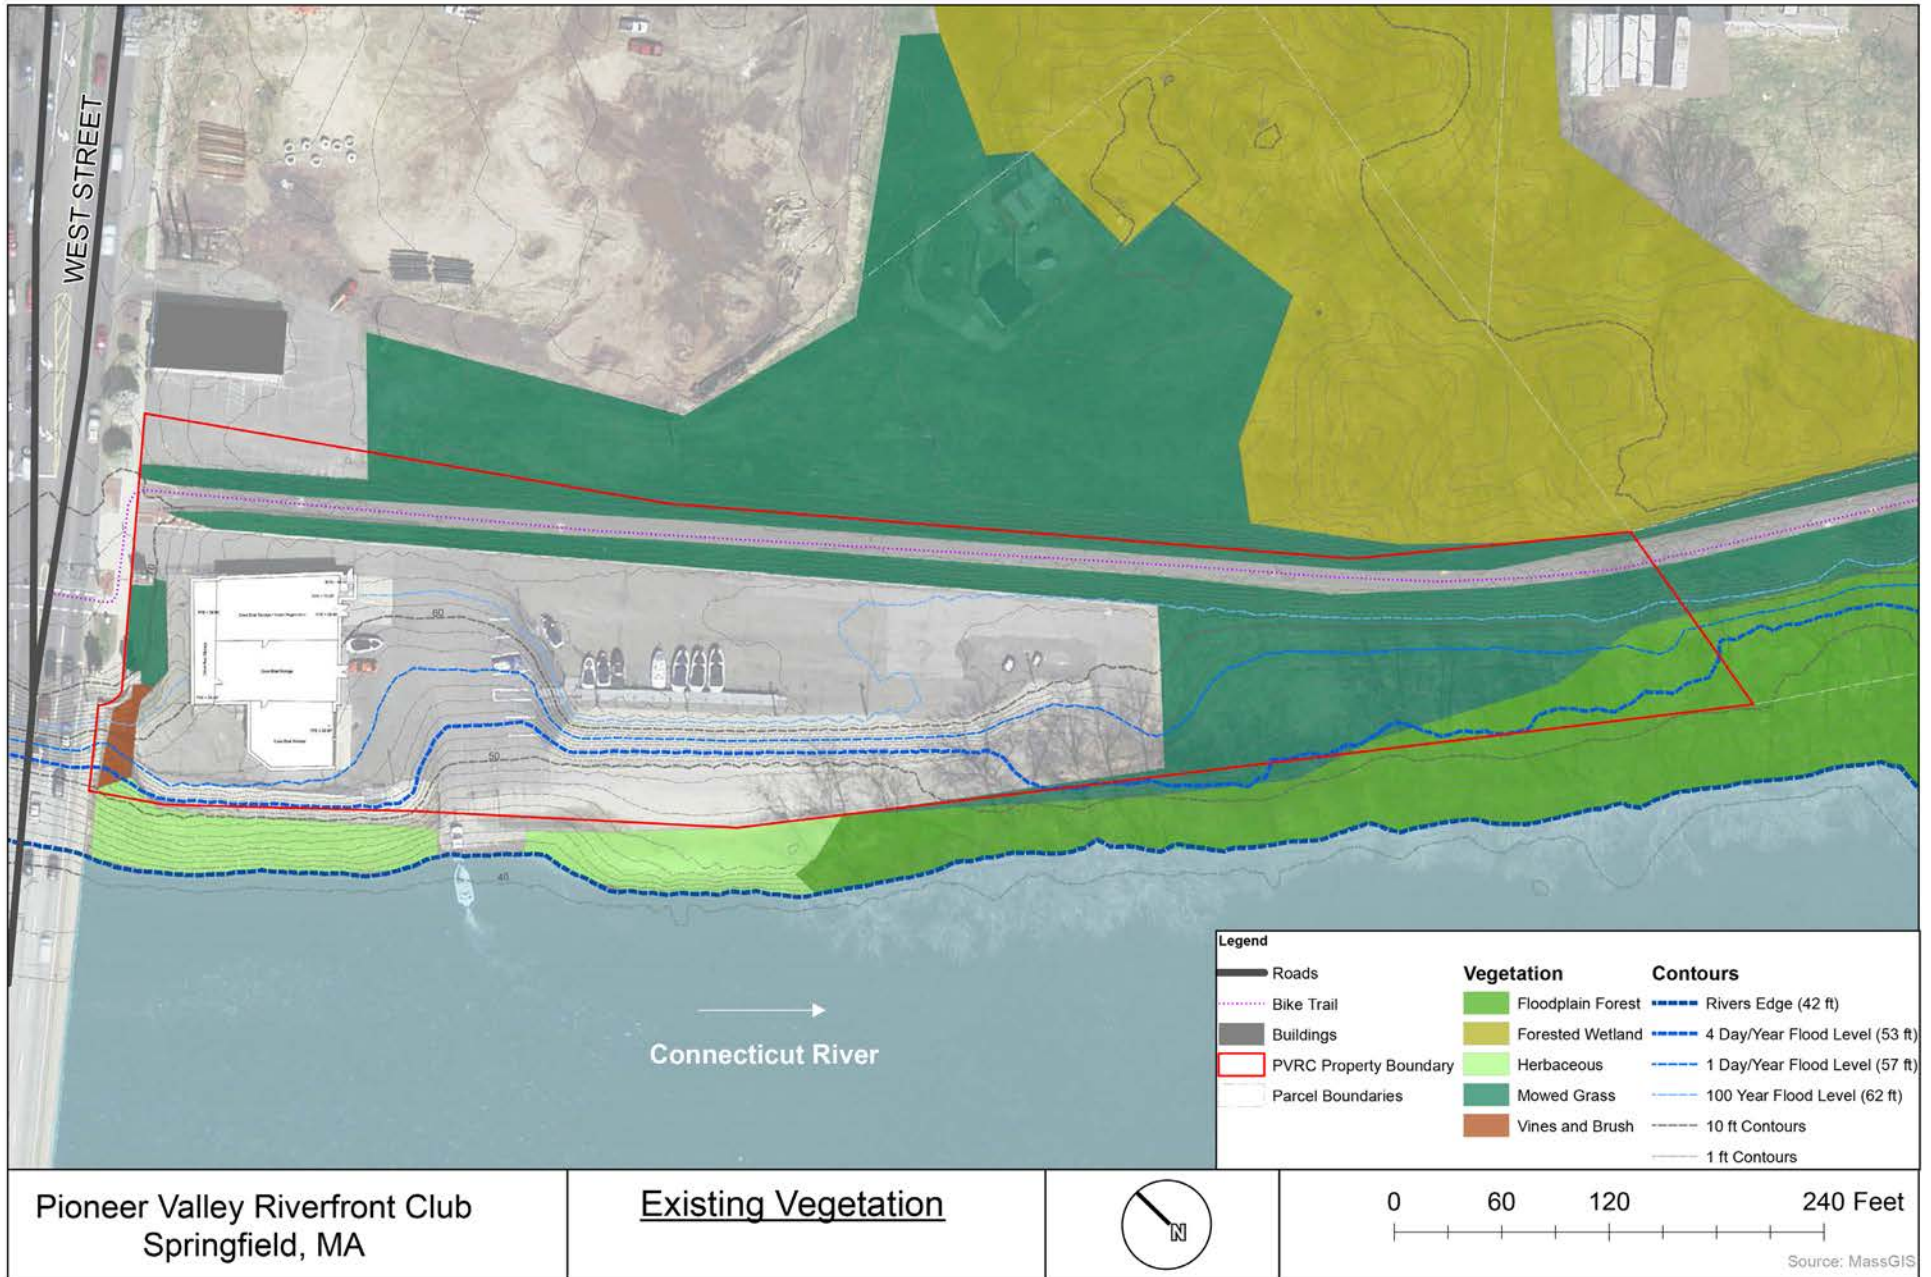 WEST STREET
60
50
40
Connecticut River
Legend
Roads
Bike Trail
Buildings
PVRC Property Boundary
Parcel Boundaries
Vegetation
Floodplain Forest
Forested Wetland
Herbaceous
Mowed Grass
Vines and Brush
Contours
Rivers Edge (42 ft)
4 Day/Year Flood Level (53 ft)
1 Day/Year Flood Level (57 ft)
100 Year Flood Level (62 ft)
10 ft Contours
1 ft Contours
Pioneer Valley Riverfront Club
Springfield, MA
Existing Vegetation
N
0 60 120 240 Feet
Source: MassGIS